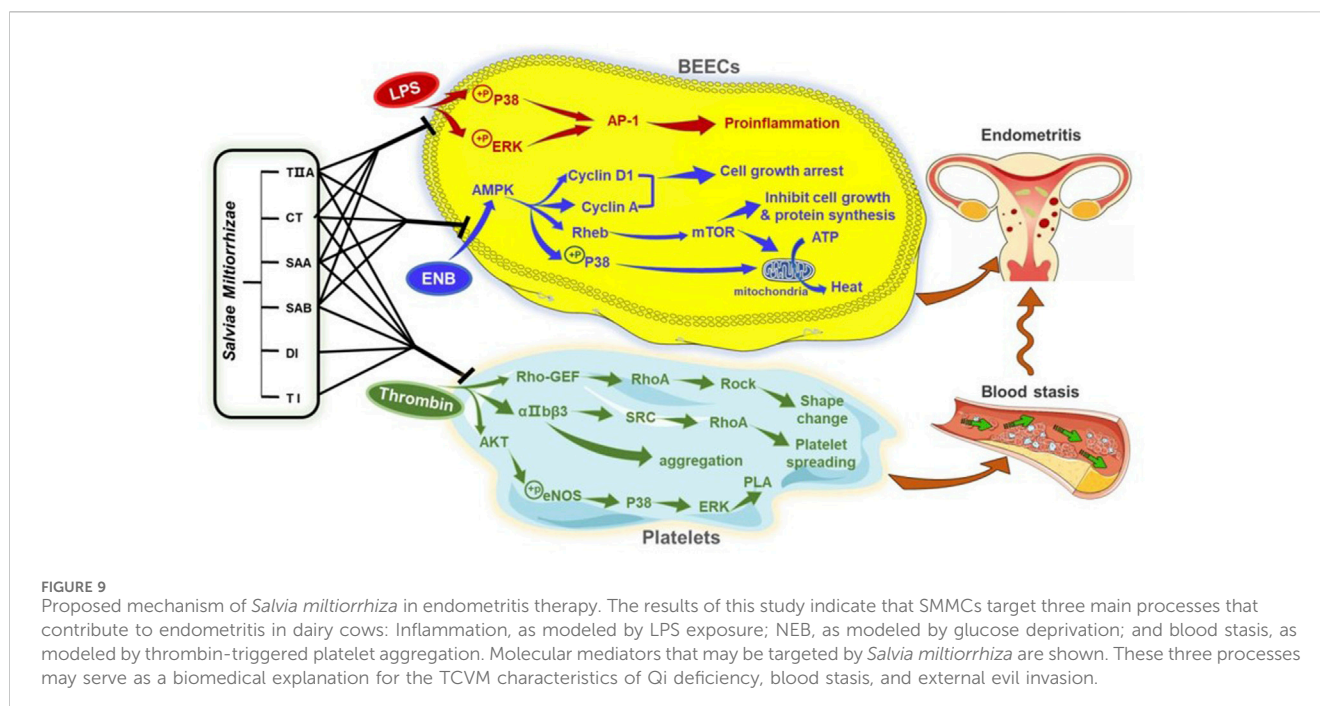 BEECs
LPS
+P P38
+P ERK
AP-1
Proinflammation
Endometritis
Salviae Miltiorrhizae
TⅡA
CT
SAA
SAB
DI
T I
AMPK
Cyclin D1
Cyclin A
Cell growth arrest
Rheb
mTOR
Inhibit cell growth
& protein synthesis
+P P38
ATP
mitochondria
Heat
ENB
Thrombin
Rho-GEF
RhoA
Rock
Shape
change
αⅡbβ3
SRC
RhoA
Platelet
spreading
AKT
aggregation
+p eNOS
P38
ERK
PLA
Platelets
Blood stasis
FIGURE 9
Proposed mechanism of Salvia miltiorrhiza in endometritis therapy. The results of this study indicate that SMMCs target three main processes that
contribute to endometritis in dairy cows: Inflammation, as modeled by LPS exposure; NEB, as modeled by glucose deprivation; and blood stasis, as
modeled by thrombin-triggered platelet aggregation. Molecular mediators that may be targeted by Salvia miltiorrhiza are shown. These three processes
may serve as a biomedical explanation for the TCVM characteristics of Qi deficiency, blood stasis, and external evil invasion.